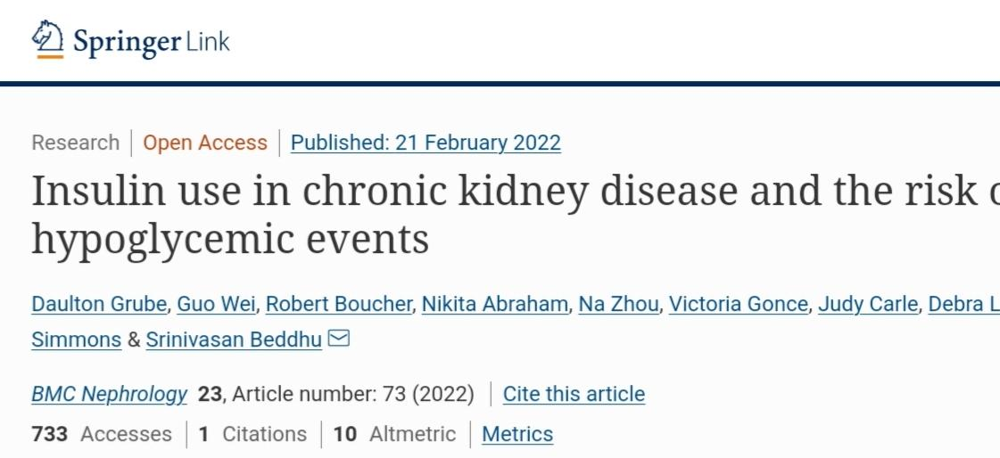 Springer Link
Research | Open Access | Published: 21 February 2022
Insulin use in chronic kidney disease and the risk
hypoglycemic events
Daulton Grube, Guo Wei, Robert Boucher, Nikita Abraham, Na Zhou, Victoria Gonce, Judy Carle, Debra L
Simmons & Srinivasan Beddhu
BMC Nephrology 23, Article number: 73 (2022) | Cite this article
733 Accesses | 1 Citations | 10 Altmetric | Metrics